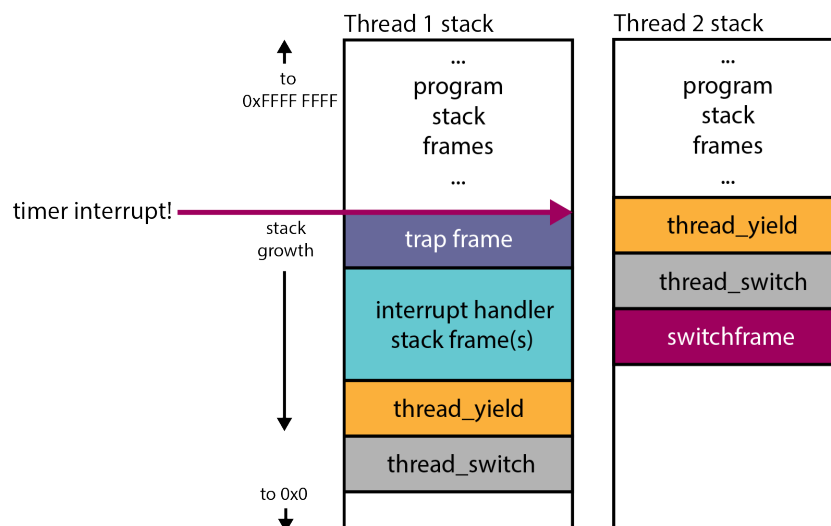 Thread 1 stack
Thread 2 stack
to
0xFFFF FFFF
...
program
stack
frames
...
...
program
stack
frames
...
timer interrupt!
stack
growth
trap frame
interrupt handler
stack frame(s)
thread_yield
thread_switch
thread_yield
thread_switch
switchframe
to 0x0